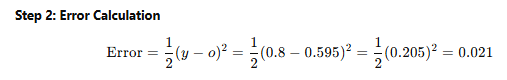 Step 2: Error Calculation
Error = 1/2(y − o)² = 1/2(0.8 − 0.595)² = 1/2(0.205)² = 0.021